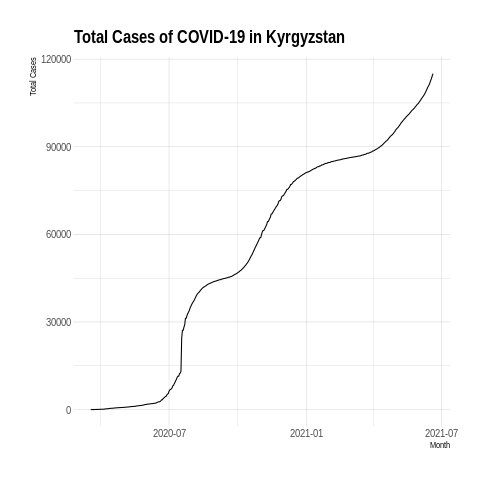 Total Cases of COVID-19 in Kyrgyzstan
Total Cases
120000
90000
60000
30000
0
2020-07
2021-01
2021-07
Month